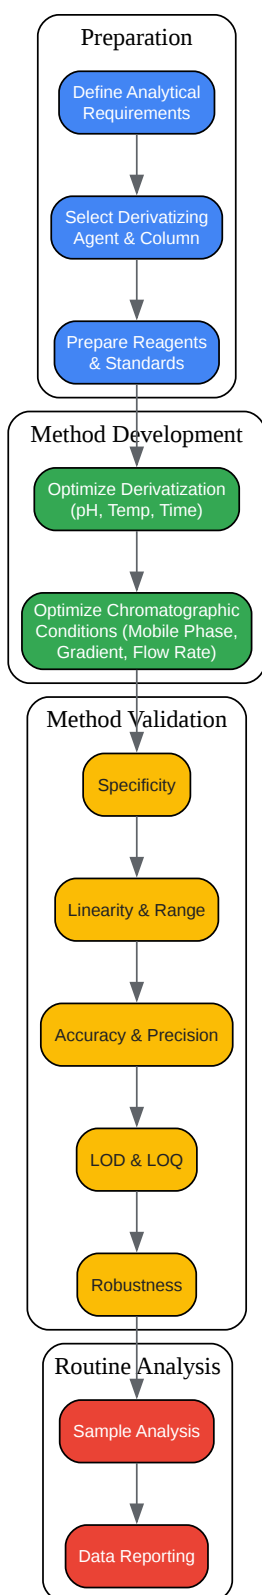 Preparation
Define Analytical
Requirements
Select Derivatizing
Agent & Column
Prepare Reagents
& Standards
Method Development
Optimize Derivatization
(pH, Temp, Time)
Optimize Chromatographic
Conditions (Mobile Phase,
Gradient, Flow Rate)
Method Validation
Specificity
Linearity & Range
Accuracy & Precision
LOD & LOQ
Robustness
Routine Analysis
Sample Analysis
Data Reporting